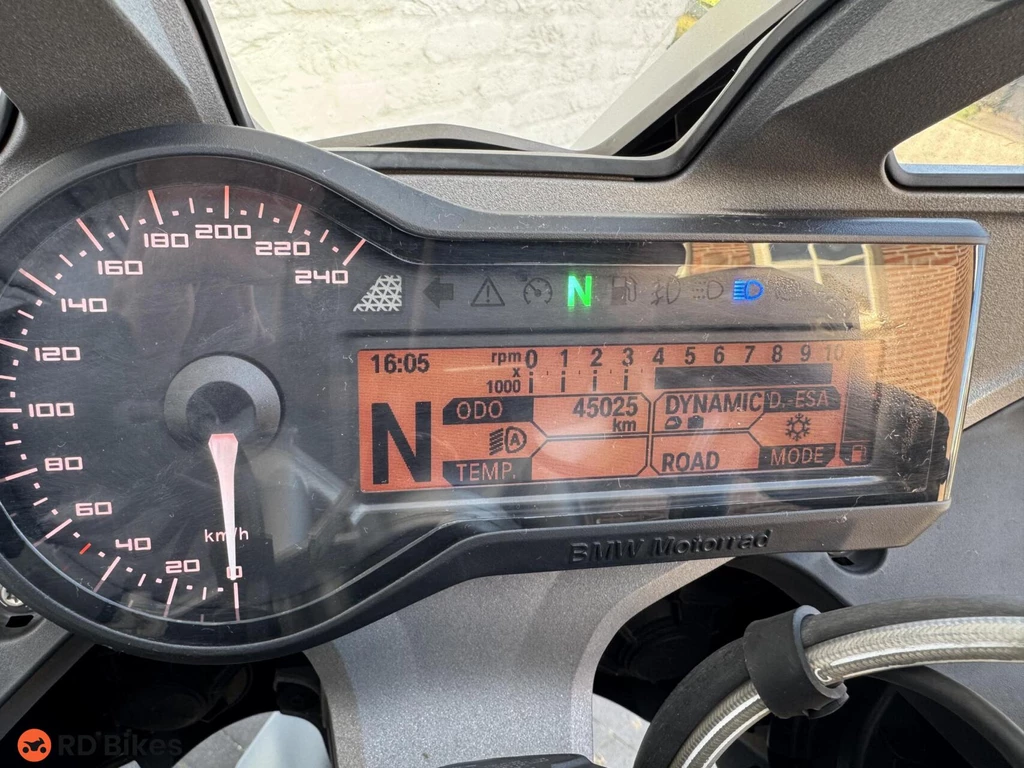 240
220
200
180
160
140
120
100
80
60
40
20
0
km/h
N
16:05
rpm
x
1000
0 1 2 3 4 5 6 7 8 9 10
N
ODO
45025
km
DYNAMIC
D.-ESA
A
TEMP.
ROAD
MODE
BMW Motorrad
RD Bikes